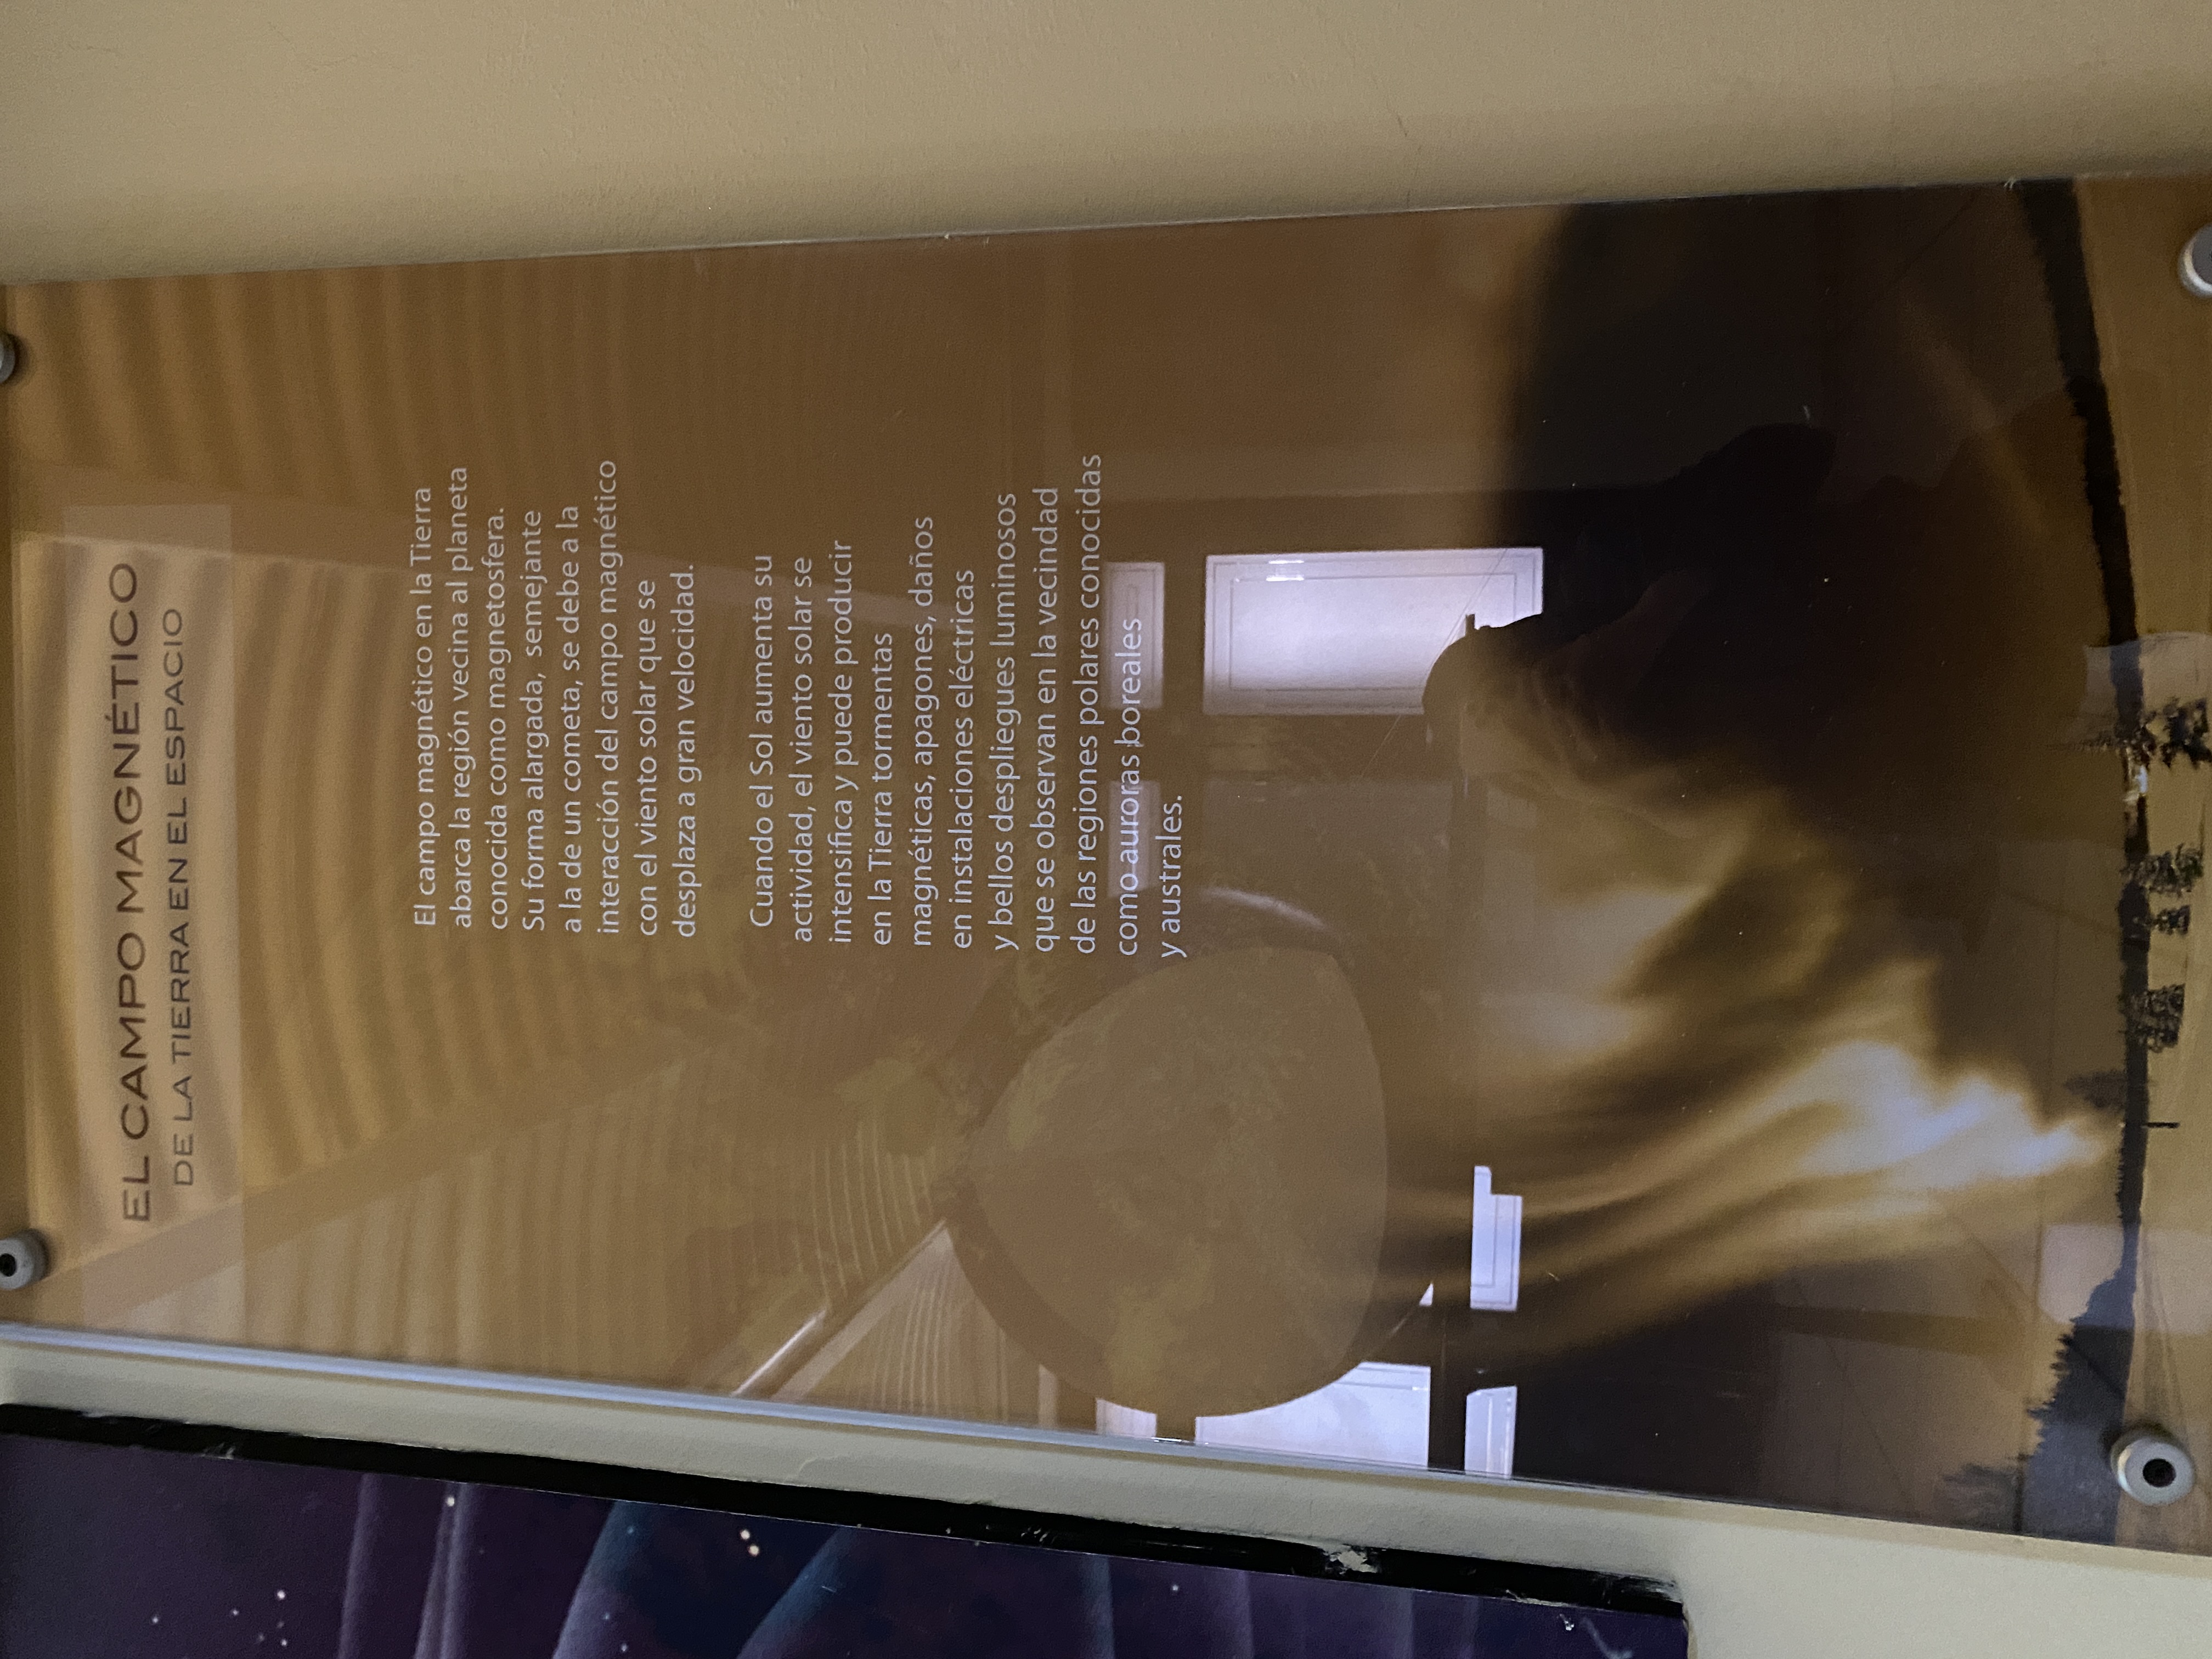 EL CAMPO MAGNÉTICO
DE LA TIERRA EN EL ESPACIO
El campo magnético en la Tierra
abarca la región vecina al planeta
conocida como magnetosfera.
Su forma alargada, semejante
a la de un cometa, se debe a la
interacción del campo magnético
con el viento solar que se
desplaza a gran velocidad.
Cuando el Sol aumenta su
actividad, el viento solar se
intensifica y puede producir
en la Tierra tormentas
magnéticas, apagones, daños
en instalaciones eléctricas
y bellos despliegues luminosos
que se observan en la vecindad
de las regiones polares conocidas
como auroras boreales
y australes.